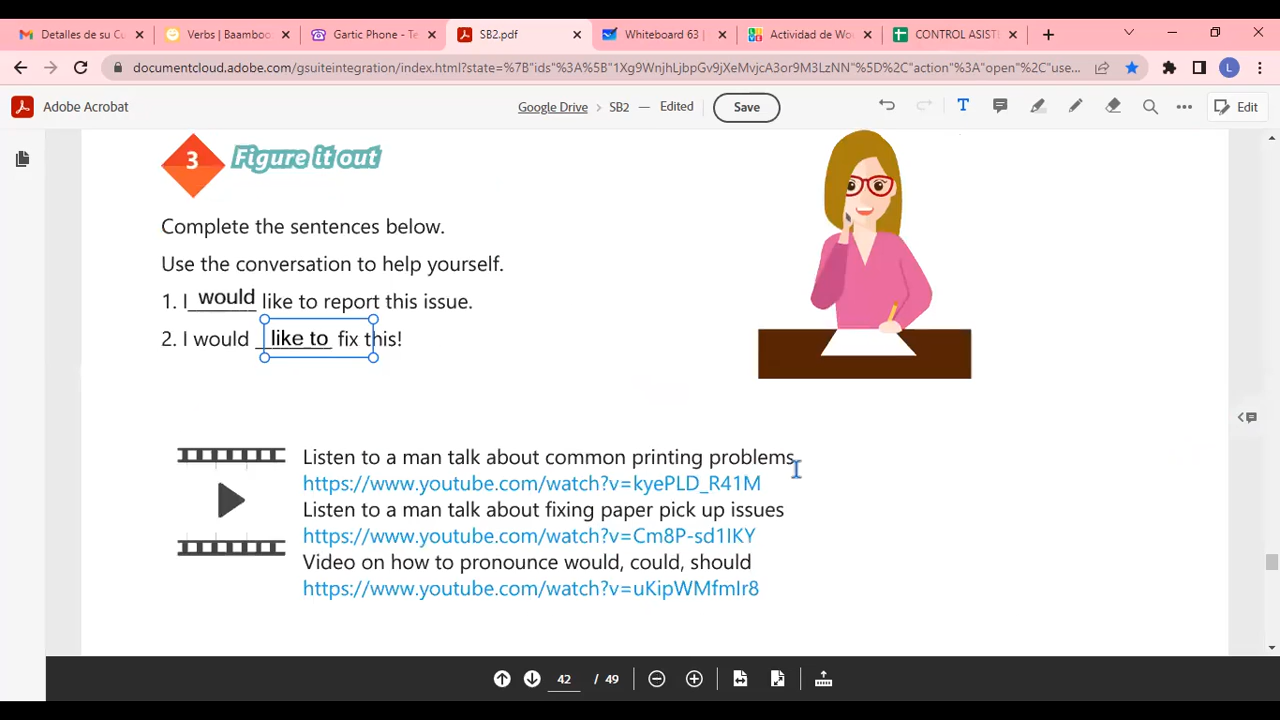 Detalles de su Cu
Verbs | Baamboo
Gartic Phone - Te
SB2.pdf
Whiteboard 63 |
Actividad de Wo
CONTROL ASIST
documentcloud.adobe.com/gsuiteintegration/index.html?state=%7B"ids"%3A%5B"1Xg9WnjhLjbpGv9jXeMvjcA3or9M3LzNN"%5D%2C"action"%3A"open"%2C"use...
L
Adobe Acrobat
Google Drive > SB2 — Edited
Save
T
Edit
3 Figure it out
Complete the sentences below.
Use the conversation to help yourself.
1. I would like to report this issue.
2. I would like to fix this!
Listen to a man talk about common printing problems
https://www.youtube.com/watch?v=kyePLD_R41M
Listen to a man talk about fixing paper pick up issues
https://www.youtube.com/watch?v=Cm8P-sd1IKY
Video on how to pronounce would, could, should
https://www.youtube.com/watch?v=uKipWMfmIr8
42 / 49